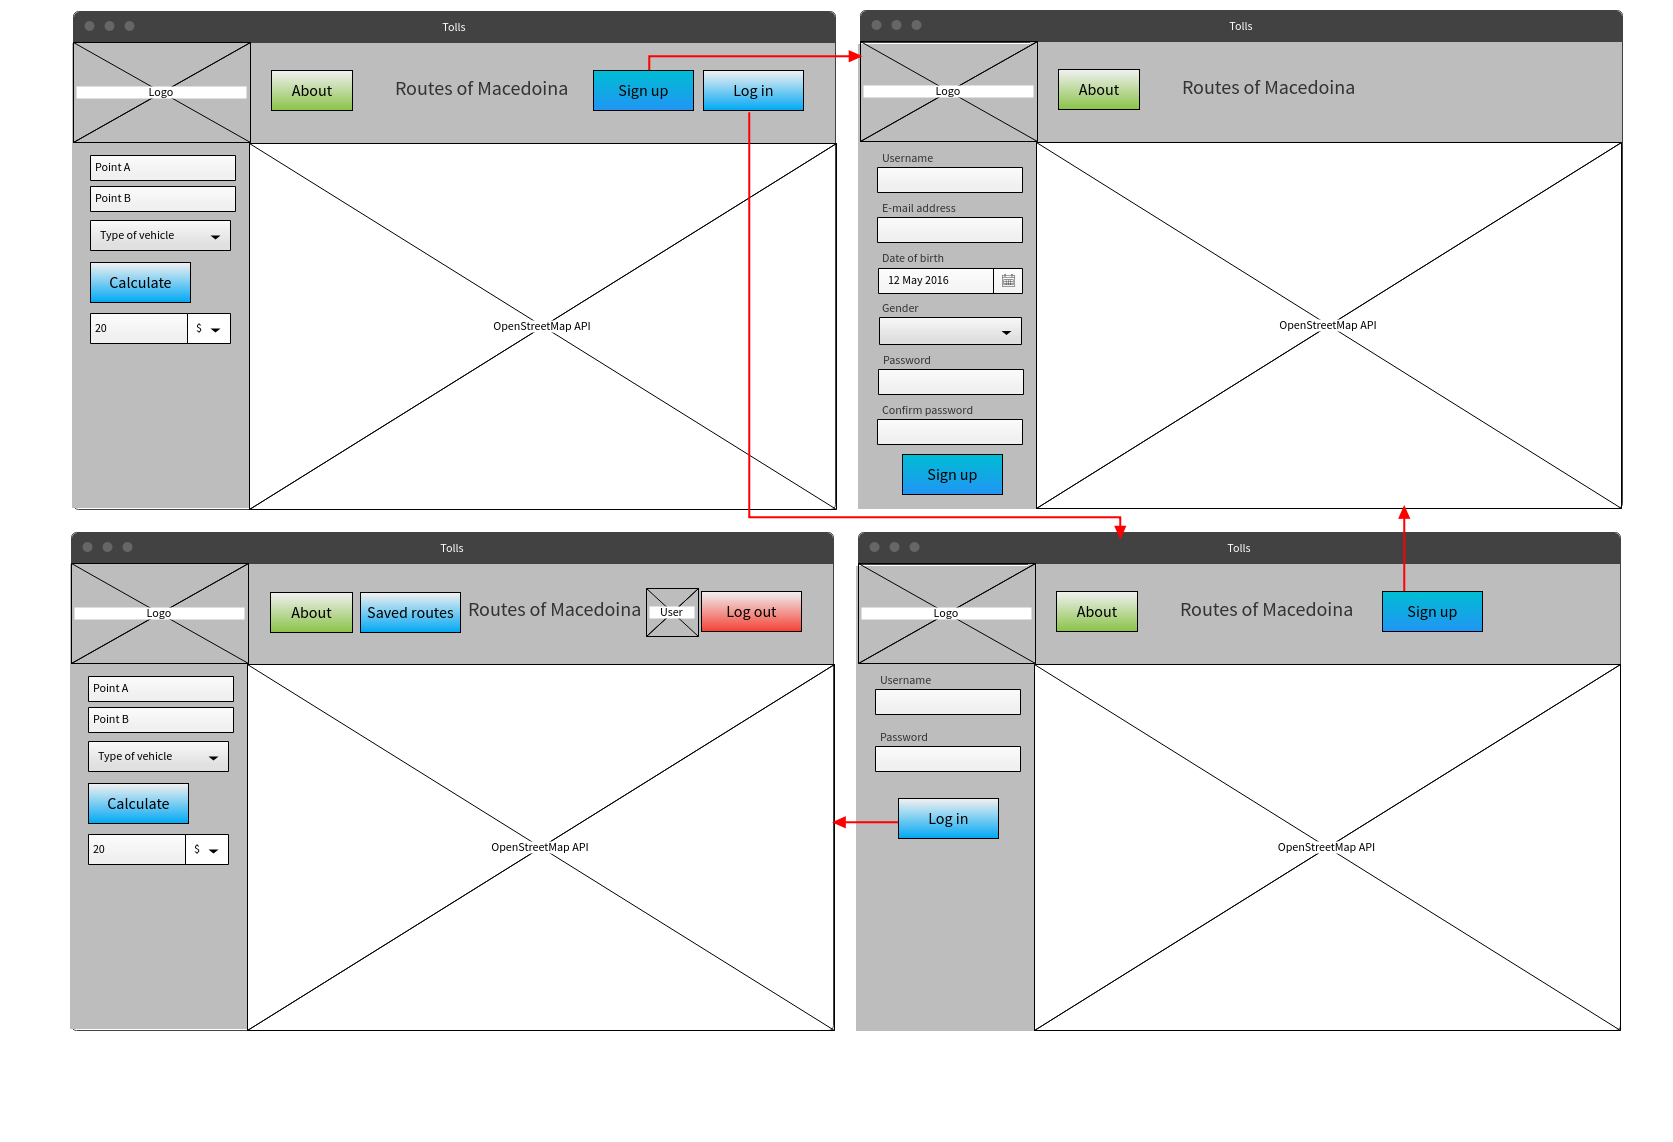 Tolls
Logo
About
Routes of Macedoina
Sign up
Log in
Point A
Point B
Type of vehicle
Calculate
20
$
OpenStreetMap API
Tolls
Logo
About
Routes of Macedoina
Username
E-mail address
Date of birth
12 May 2016
Gender
Password
Confirm password
Sign up
OpenStreetMap API
Tolls
Logo
About
Saved routes
Routes of Macedoina
User
Log out
Point A
Point B
Type of vehicle
Calculate
20
$
OpenStreetMap API
Tolls
Logo
About
Routes of Macedoina
Sign up
Username
Password
Log in
OpenStreetMap API